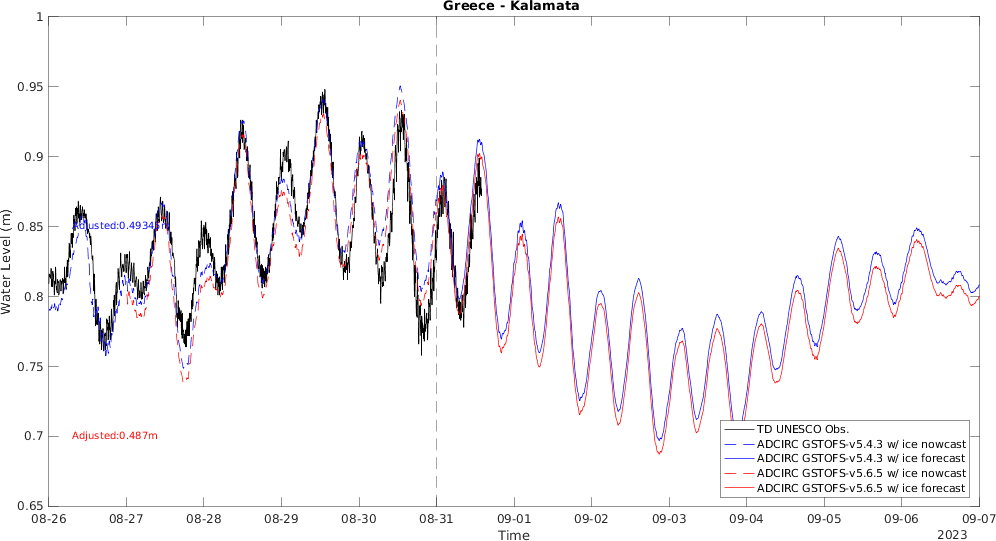 Greece - Kalamata
1
0.95
0.9
0.85
0.8
0.75
0.7
0.65
Water Level (m)
Adjusted:0.4934
Adjusted:0.487m
TD UNESCO Obs.
ADCIRC GSTOFS-v5.4.3 w/ ice nowcast
ADCIRC GSTOFS-v5.4.3 w/ ice forecast
ADCIRC GSTOFS-v5.6.5 w/ ice nowcast
ADCIRC GSTOFS-v5.6.5 w/ ice forecast
08-26 08-27 08-28 08-29 08-30 08-31 09-01 09-02 09-03 09-04 09-05 09-06 09-07
Time
2023